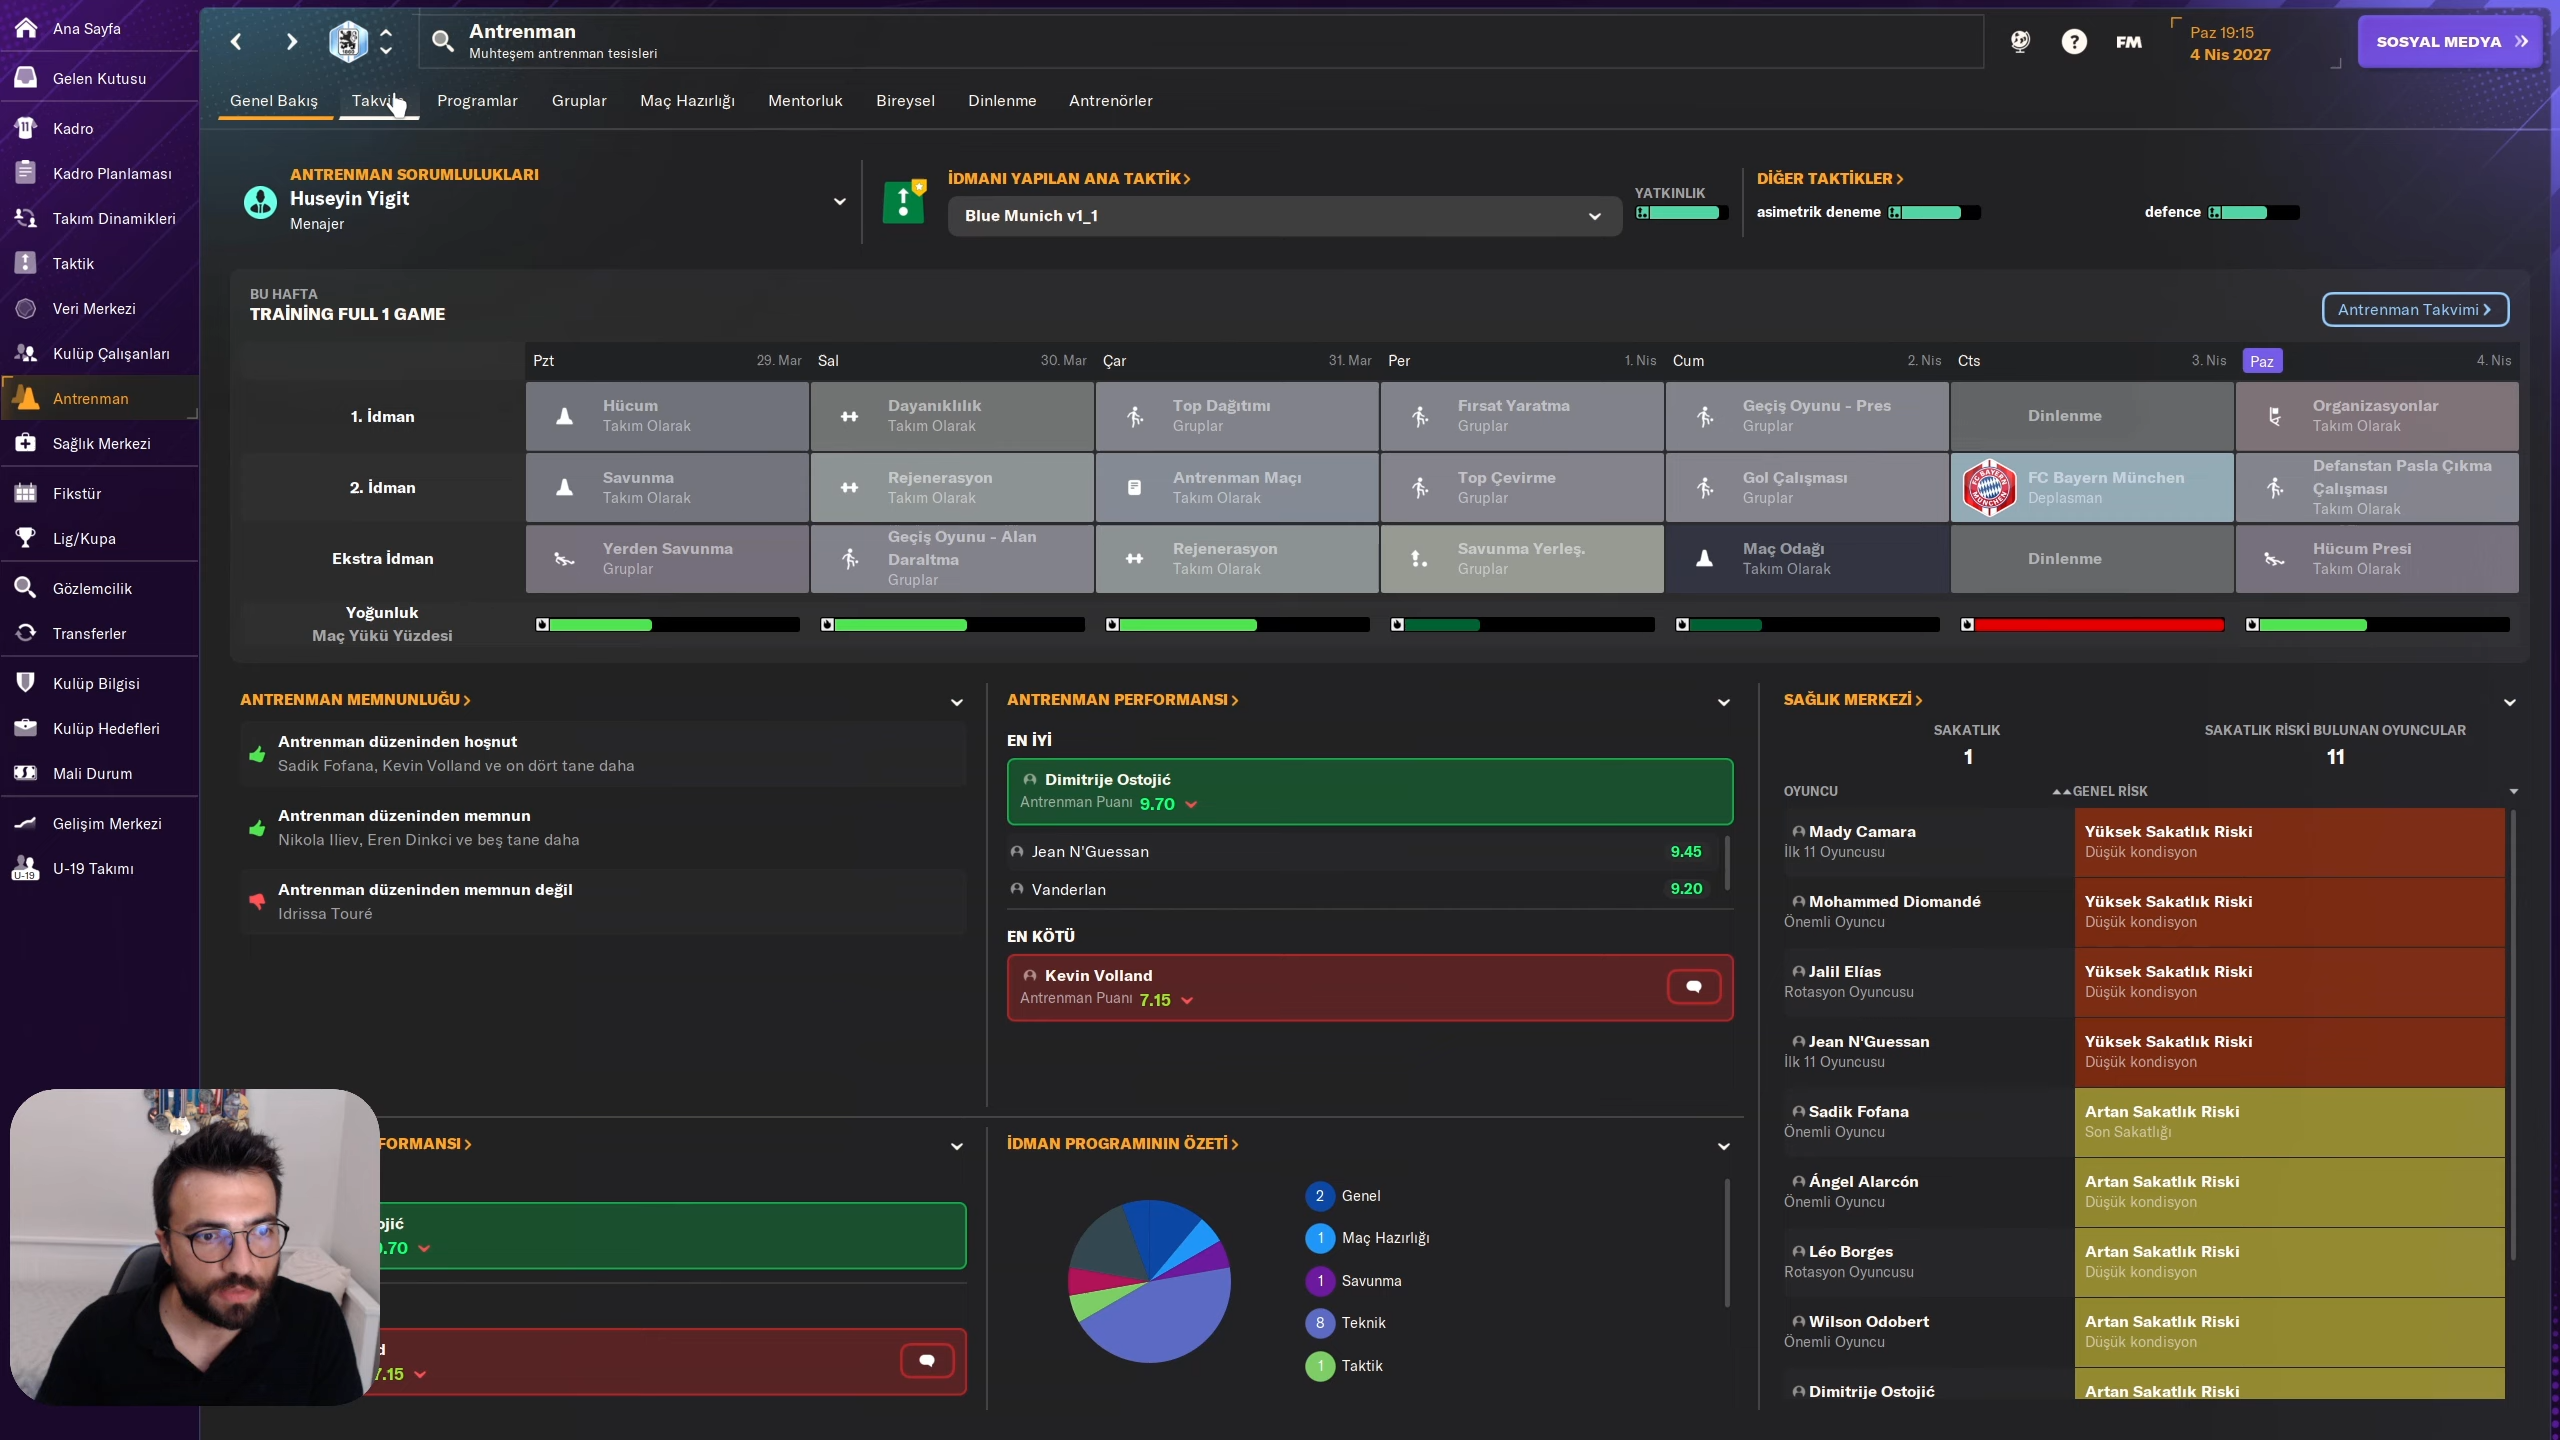 Ana Sayfa
Gelen Kutusu
Kadro
Kadro Planlaması
Takım Dinamikleri
Taktik
Veri Merkezi
Kulüp Çalışanları
Antrenman
Sağlık Merkezi
Fikstür
Lig/Kupa
Gözlemcilik
Transferler
Kulüp Bilgisi
Kulüp Hedefleri
Mali Durum
Gelişim Merkezi
U-19 Takımı
Antrenman
Muhteşem antrenman tesisleri
FM
Paz 19:15
4 Nis 2027
SOSYAL MEDYA
Genel Bakış Programlar Gruplar Maç Hazırlığı Mentorluk Bireysel Dinlenme Antrenörler
ANTRENMAN SORUMLULUKLARI
Huseyin Yigit
Menajer
İDMANI YAPILAN ANA TAKTİK
Blue Munich v1_1
YATKINLIK
DİĞER TAKTİKLER
asimetrik deneme
defence
BU HAFTA
TRAİNİNG FULL 1 GAME
Antrenman Takvimi
Pzt 29. Mar Sal 30. Mar Çar 31. Mar Per 1. Nis Cum 2. Nis Cts 3. Nis Paz 4. Nis
1. İdman
Hücum
Takım Olarak
Dayanıklılık
Takım Olarak
Top Dağıtımı
Gruplar
Fırsat Yaratma
Gruplar
Geçiş Oyunu - Pres
Gruplar
Dinlenme
Organizasyonlar
Takım Olarak
2. İdman
Savunma
Takım Olarak
Rejenerasyon
Takım Olarak
Antrenman Maçı
Takım Olarak
Top Çevirme
Gruplar
Gol Çalışması
Gruplar
FC Bayern München
Deplasman
Defanstan Pasla Çıkma
Çalışması
Takım Olarak
Ekstra İdman
Yerden Savunma
Gruplar
Geçiş Oyunu - Alan
Daraltma
Gruplar
Rejenerasyon
Takım Olarak
Savunma Yerleş.
Gruplar
Maç Odağı
Takım Olarak
Dinlenme
Hücum Presi
Takım Olarak
Yoğunluk
Maç Yükü Yüzdesi
ANTRENMAN MEMNUNLUĞU
Antrenman düzeninden hoşnut
Sadik Fofana, Kevin Volland ve on dört tane daha
Antrenman düzeninden memnun
Nikola Iliev, Eren Dinkci ve beş tane daha
Antrenman düzeninden memnun değil
Idrissa Touré
ANTRENMAN PERFORMANSI
EN İYİ
Dimitrije Ostojić
Antrenman Puanı 9.70
Jean N'Guessan 9.45
Vanderlan 9.20
EN KÖTÜ
Kevin Volland
Antrenman Puanı 7.15
SAĞLIK MERKEZİ
SAKATLIK
1
SAKATLIK RİSKİ BULUNAN OYUNCULAR
11
OYUNCU GENEL RISK
Mady Camara
İlk 11 Oyuncusu
Yüksek Sakatlık Riski
Düşük kondisyon
Mohammed Diomandé
Önemli Oyuncu
Yüksek Sakatlık Riski
Düşük kondisyon
Jalil Elías
Rotasyon Oyuncusu
Yüksek Sakatlık Riski
Düşük kondisyon
Jean N'Guessan
İlk 11 Oyuncusu
Yüksek Sakatlık Riski
Düşük kondisyon
Sadik Fofana
Önemli Oyuncu
Artan Sakatlık Riski
Son Sakatlığı
Ángel Alarcón
Önemli Oyuncu
Artan Sakatlık Riski
Düşük kondisyon
Léo Borges
Rotasyon Oyuncusu
Artan Sakatlık Riski
Düşük kondisyon
Wilson Odobert
Önemli Oyuncu
Artan Sakatlık Riski
Düşük kondisyon
Dimitrije Ostojić
Artan Sakatlık Riski
İDMAN PROGRAMININ ÖZETİ
2 Genel
1 Maç Hazırlığı
1 Savunma
8 Teknik
1 Taktik